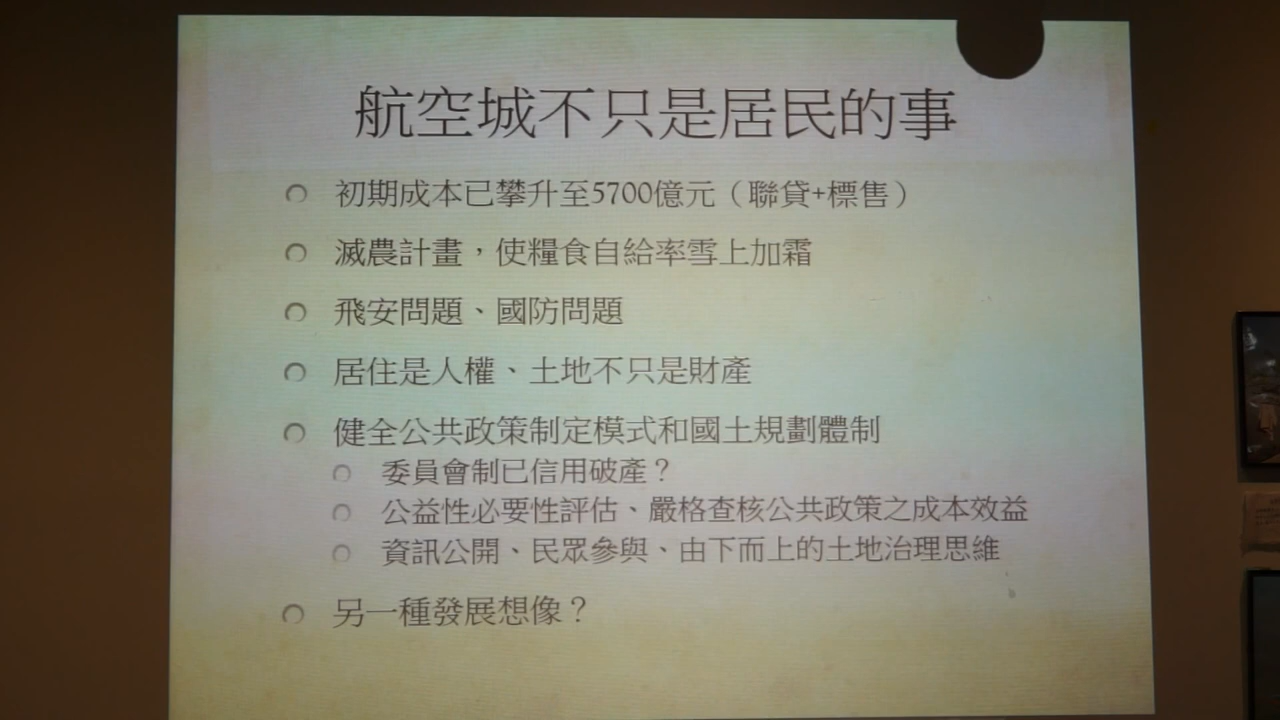 航空城不只是居民的事
初期成本已攀升至5700億元（聯貸+標售）
滅農計畫，使糧食自給率雪上加霜
飛安問題、國防問題
居住是人權、土地不只是財產
健全公共政策制定模式和國土規劃體制
委員會制已信用破產？
公益性必要性評估、嚴格查核公共政策之成本效益
資訊公開、民眾參與、由下而上的土地治理思維
另一種發展想像？